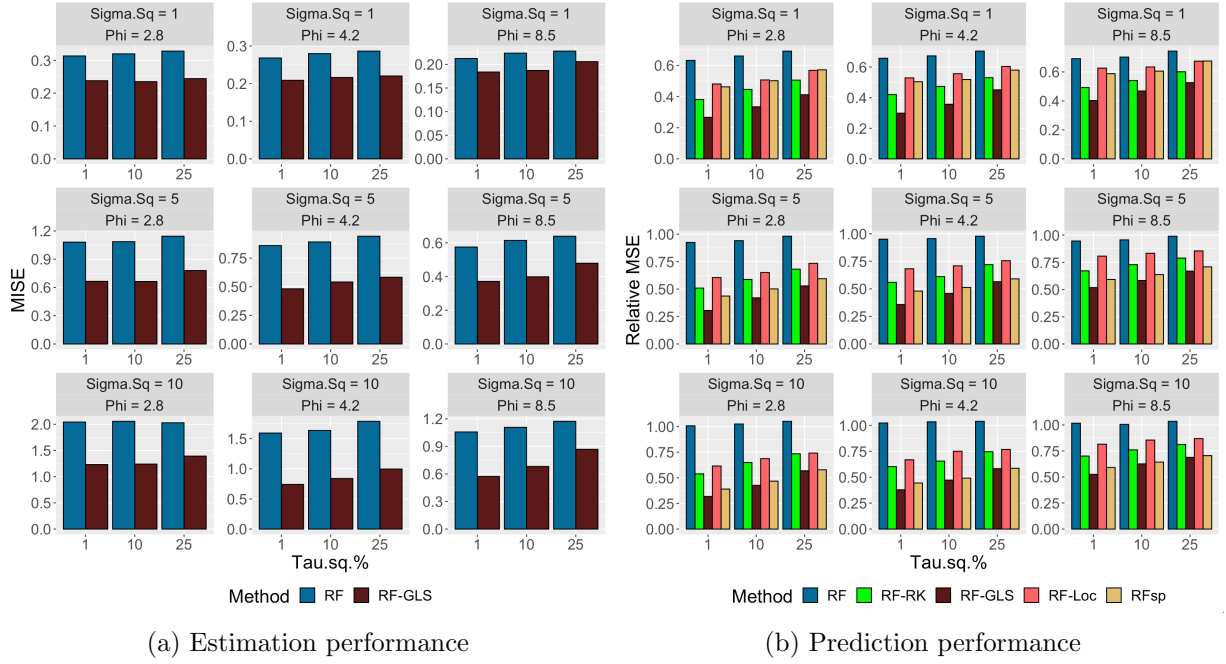 Sigma.Sq = 1 Sigma.Sq = 1 Sigma.Sq = 1
Phi = 2.8 Phi = 4.2 Phi = 8.5
0.3 0.2 0.1 0.0
0.3 0.2 0.1 0.0
0.20 0.15 0.10 0.05 0.00
1 10 25 1 10 25 1 10 25
Sigma.Sq = 5 Sigma.Sq = 5 Sigma.Sq = 5
Phi = 2.8 Phi = 4.2 Phi = 8.5
1.2 0.9 0.6 0.3 0.0
0.75 0.50 0.25 0.00
0.6 0.4 0.2 0.0
1 10 25 1 10 25 1 10 25
Sigma.Sq = 10 Sigma.Sq = 10 Sigma.Sq = 10
Phi = 2.8 Phi = 4.2 Phi = 8.5
2.0 1.5 1.0 0.5 0.0
1.5 1.0 0.5 0.0
1.2 0.9 0.6 0.3 0.0
1 10 25 1 10 25 1 10 25
MISE
Tau.sq.%
Method RF RF-GLS
(a) Estimation performance
Sigma.Sq = 1 Sigma.Sq = 1 Sigma.Sq = 1
Phi = 2.8 Phi = 4.2 Phi = 8.5
0.6 0.4 0.2 0.0
0.6 0.4 0.2 0.0
0.6 0.4 0.2 0.0
1 10 25 1 10 25 1 10 25
Sigma.Sq = 5 Sigma.Sq = 5 Sigma.Sq = 5
Phi = 2.8 Phi = 4.2 Phi = 8.5
1.00 0.75 0.50 0.25 0.00
1.00 0.75 0.50 0.25 0.00
1.00 0.75 0.50 0.25 0.00
1 10 25 1 10 25 1 10 25
Sigma.Sq = 10 Sigma.Sq = 10 Sigma.Sq = 10
Phi = 2.8 Phi = 4.2 Phi = 8.5
1.00 0.75 0.50 0.25 0.00
1.00 0.75 0.50 0.25 0.00
1.00 0.75 0.50 0.25 0.00
1 10 25 1 10 25 1 10 25
Relative MSE
Tau.sq.%
Method RF RF-RK RF-GLS RF-Loc RFsp
(b) Prediction performance
.